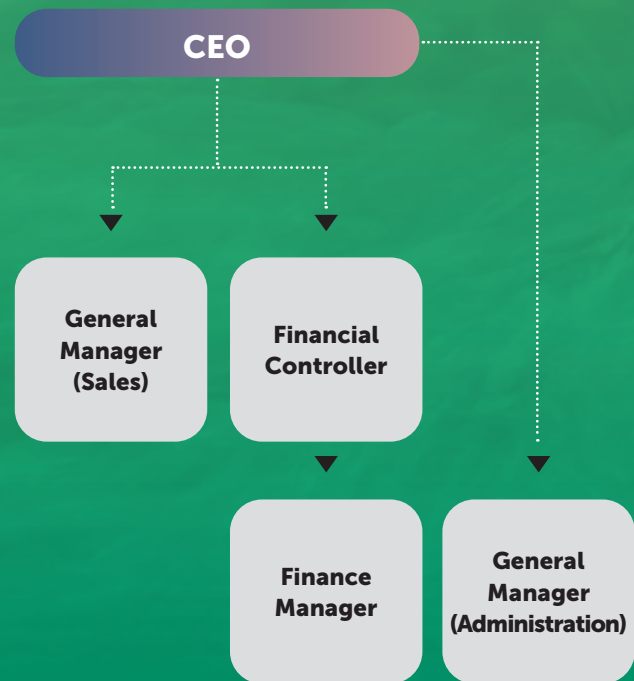 CEO
General
Manager
(Sales)
Financial
Controller
Finance
Manager
General
Manager
(Administration)